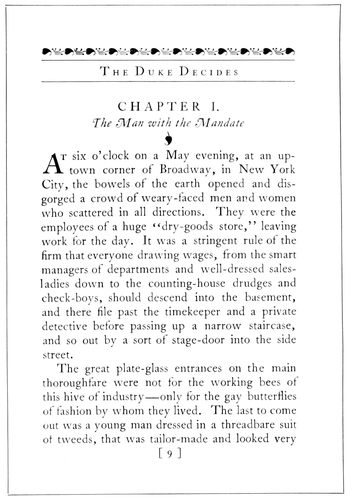 THE DUKE DECIDES
CHAPTER I.
The Man with the Mandate
AT six o'clock on a May evening, at an up-
town corner of Broadway, in New York
City, the bowels of the earth opened and dis-
gorged a crowd of weary-faced men and women
who scattered in all directions. They were the
employees of a huge "dry-goods store," leaving
work for the day. It was a stringent rule of the
firm that everyone drawing wages, from the smart
managers of departments and well-dressed sales-
ladies down to the counting-house drudges and
check-boys, should descend into the basement,
and there file past the timekeeper and a private
detective before passing up a narrow staircase,
and so out by a sort of stage-door into the side
street.
The great plate-glass entrances on the main
thoroughfare were not for the working bees of
this hive of industry—only for the gay butterflies
of fashion by whom they lived. The last to come
out was a young man dressed in a threadbare suit
of tweeds, that was tailor-made and looked very
[ 9 ]